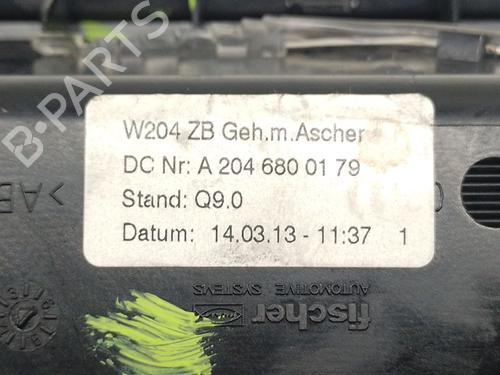 B-PARTS
W204 ZB Geh.m.Ascher
DC Nr: A 204 680 01 79
Stand: Q9.0
Datum: 14.03.13 - 11:37 1
>AB
fischer
AUTOMOTIVE
SYSTEMS